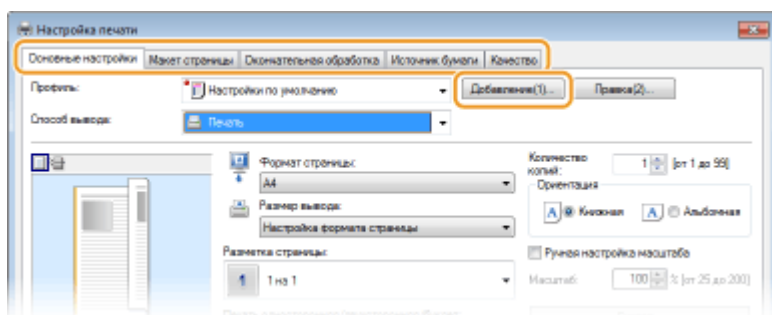 Настройка печати
Основные настройки Макет страницы Окончательная обработка Источник бумаги Качество
Профиль: Настройки по умолчанию Добавление(1)... Правка(2)...
Способ вывода: Печать
Формат страницы:
A4
Размер вывода:
Настройка формата страницы
Разметка страницы:
1 1 на 1
Количество копий: 1 [от 1 до 99]
Ориентация
A Книжная A Альбомная
Ручная настройка масштаба
Масштаб: 100 % [от 25 до 200]